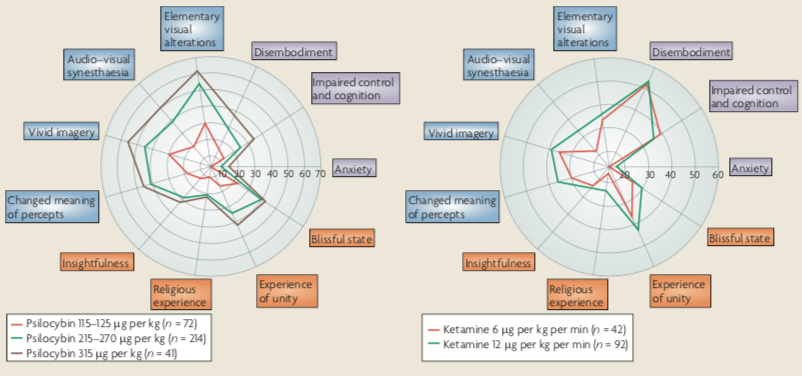 Elementary
visual
alterations
Disembodiment
Audio–visual
synesthaesia
Impaired control
and cognition
Vivid imagery
10 20 30 40 50 60 70
Anxiety
Changed meaning
of percepts
Blissful state
Insightfulness
Religious
experience
Experience
of unity
Psilocybin 115–125 µg per kg (n = 72)
Psilocybin 215–270 µg per kg (n = 214)
Psilocybin 315 µg per kg (n = 41)
Elementary
visual
alterations
Disembodiment
Audio–visual
synesthaesia
Impaired control
and cognition
Vivid imagery
20 30 40 50 60
Anxiety
Changed meaning
of percepts
Blissful state
Insightfulness
Religious
experience
Experience
of unity
Ketamine 6 µg per kg per min (n = 42)
Ketamine 12 µg per kg per min (n = 92)